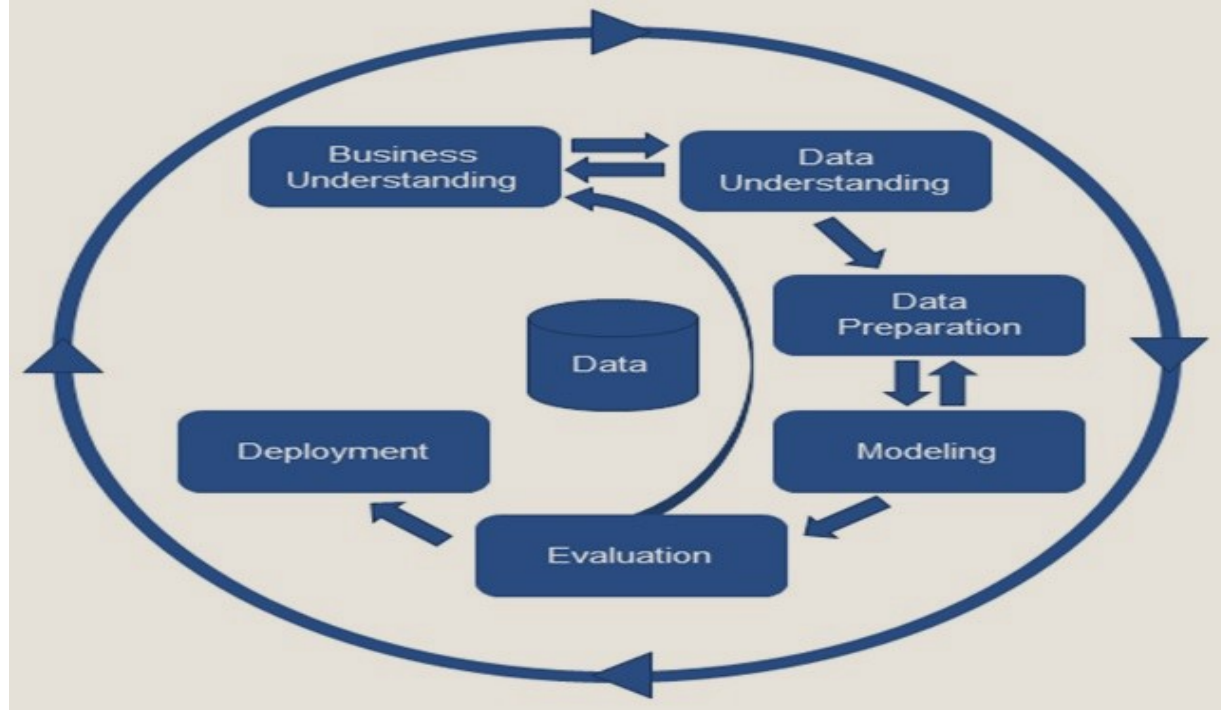 Business
Understanding
Data
Understanding
Data
Preparation
Data
Deployment
Modeling
Evaluation